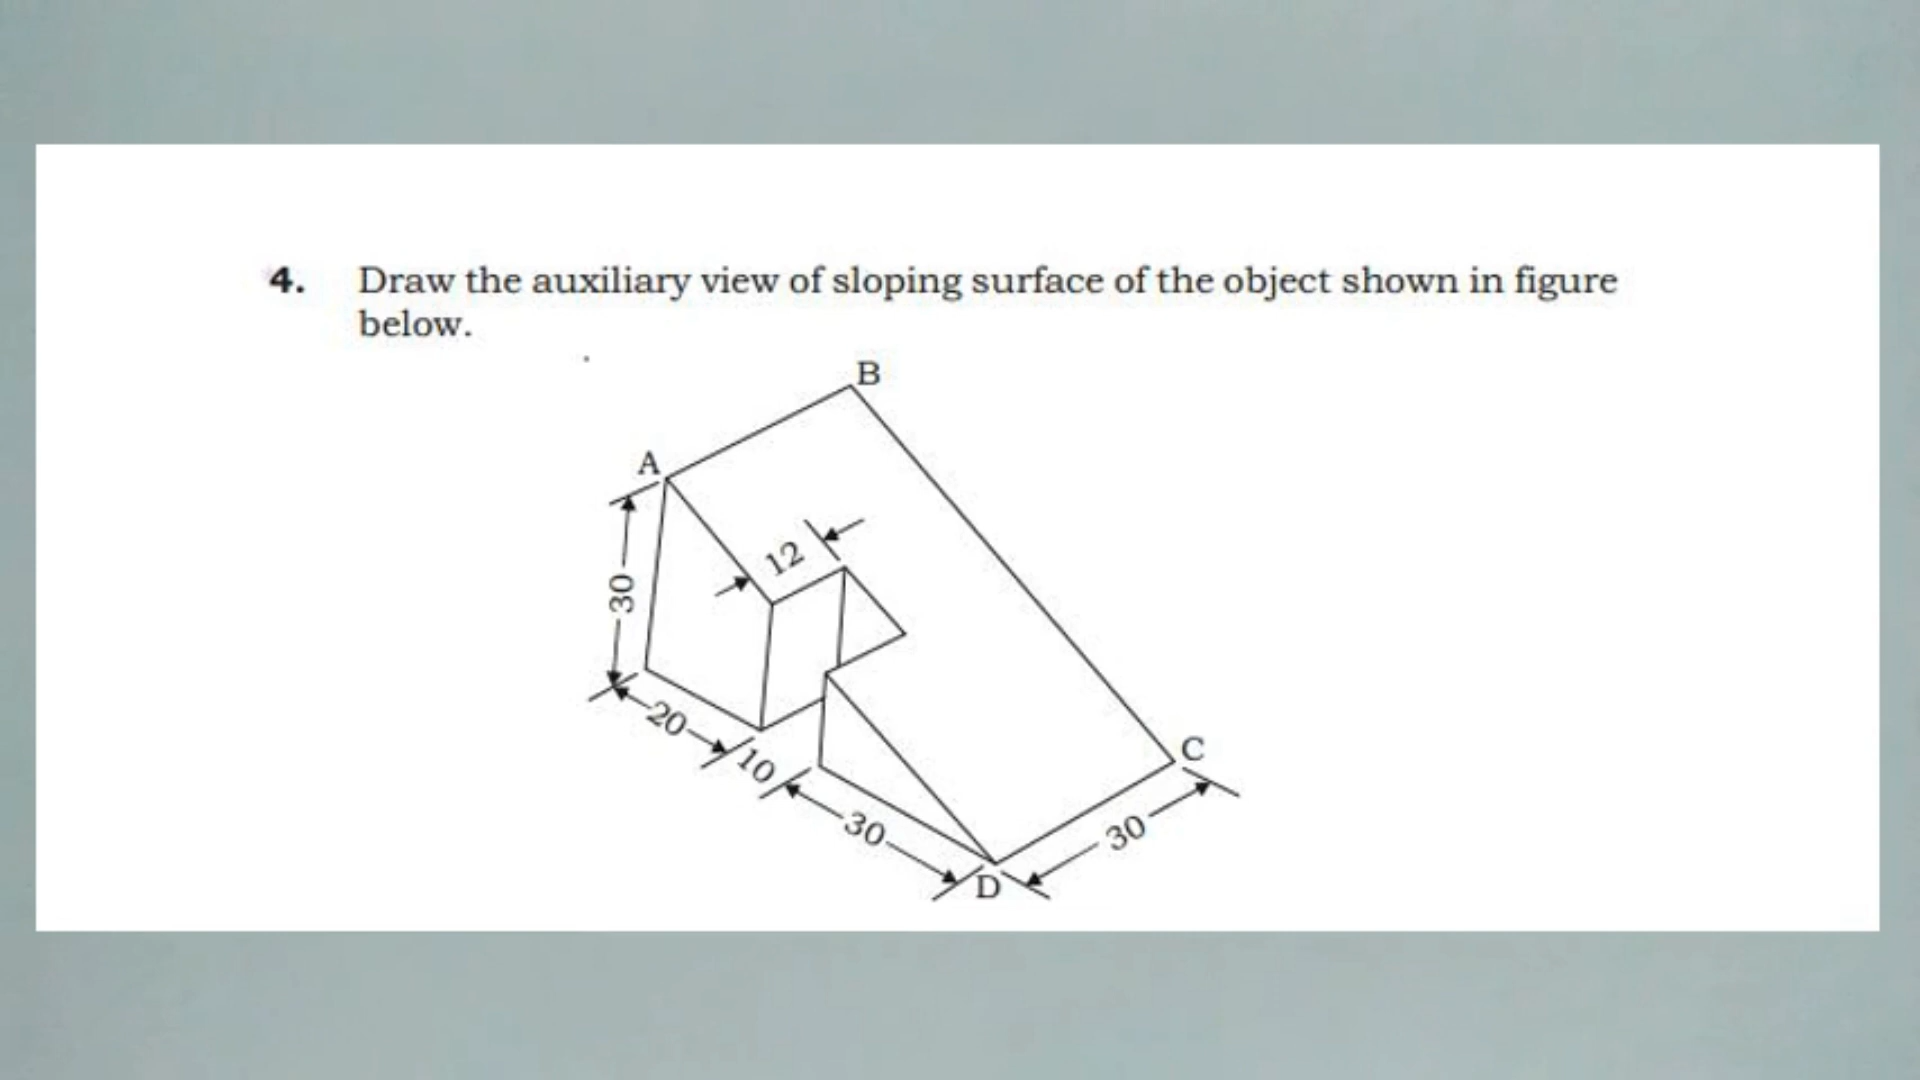 4. Draw the auxiliary view of sloping surface of the object shown in figure
below.
B
A
12
30
20
10
C
30
30
D